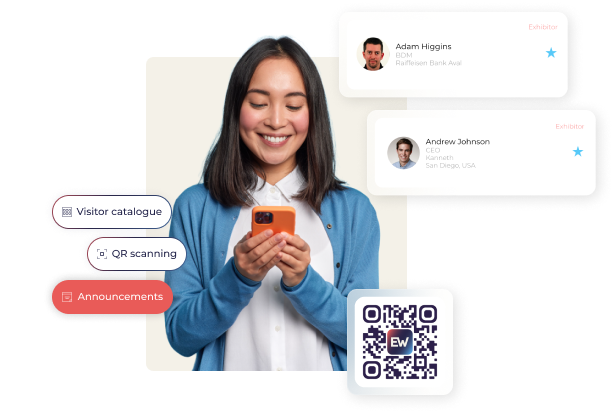 Exhibitor
Adam Higgins
BDM
Raiffeisen Bank Aval
Exhibitor
Andrew Johnson
CEO
Kanneth
San Diego, USA
Visitor catalogue
QR scanning
Announcements
EW